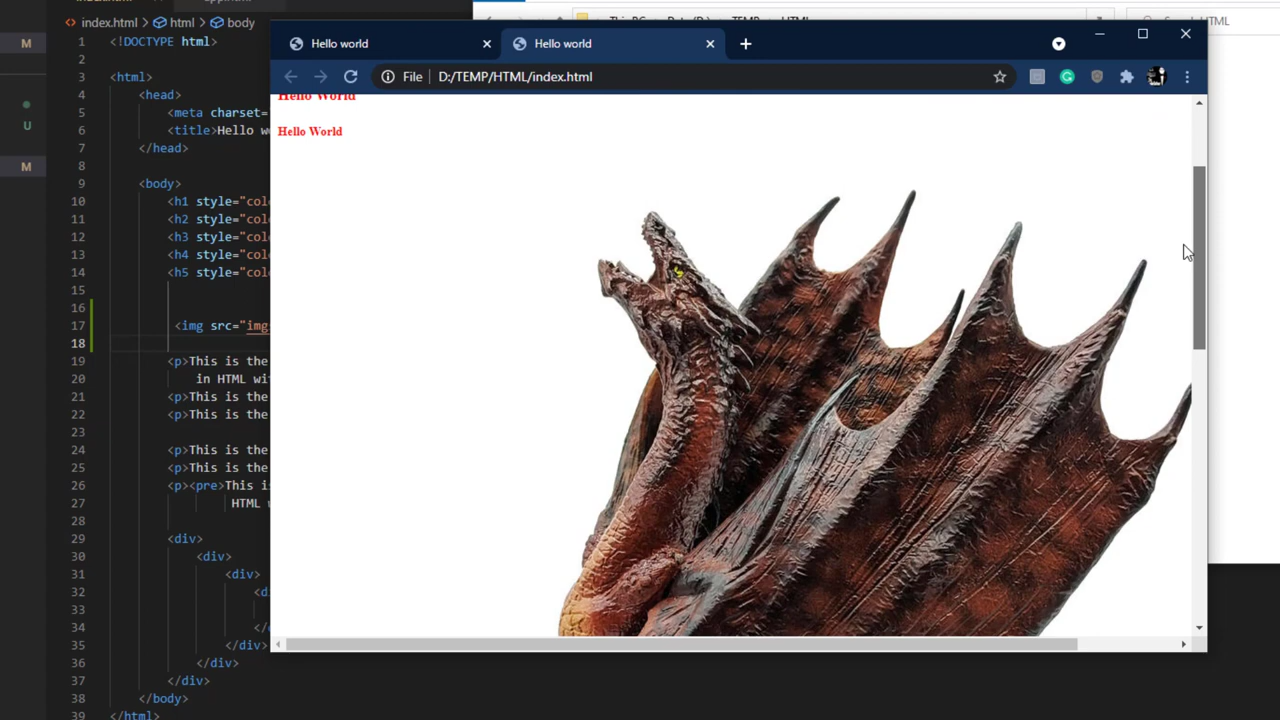 index.html > html > body
M
U
M
1 <!DOCTYPE html>
2
3 <html>
4 <head>
5 <meta charset=
6 <title>Hello w
7 </head>
8
9 <body>
10 <h1 style="col
11 <h2 style="col
12 <h3 style="col
13 <h4 style="col
14 <h5 style="col
15
16
17 <img src="img
18
19 <p>This is the
20 in HTML wi
21 <p>This is the
22 <p>This is the
23
24 <p>This is the
25 <p>This is the
26 <p><pre>This i
27 HTML w
28
29 <div>
30 <div>
31 <div>
32 <d
33
34 </
35 </div>
36 </div>
37 </div>
38 </body>
39 </html>
Hello world
Hello world
File D:/TEMP/HTML/index.html
Hello World
Hello World